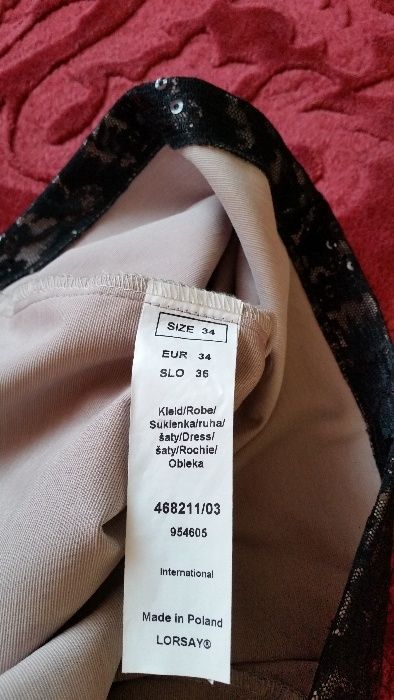 SIZE 34
EUR 34
SLO 36
Kleid/Robe/
Sukienka/ruha/
šaty/Dress/
šaty/Rochie/
Obleka
468211/03
954605
International
Made in Poland
LORSAY®